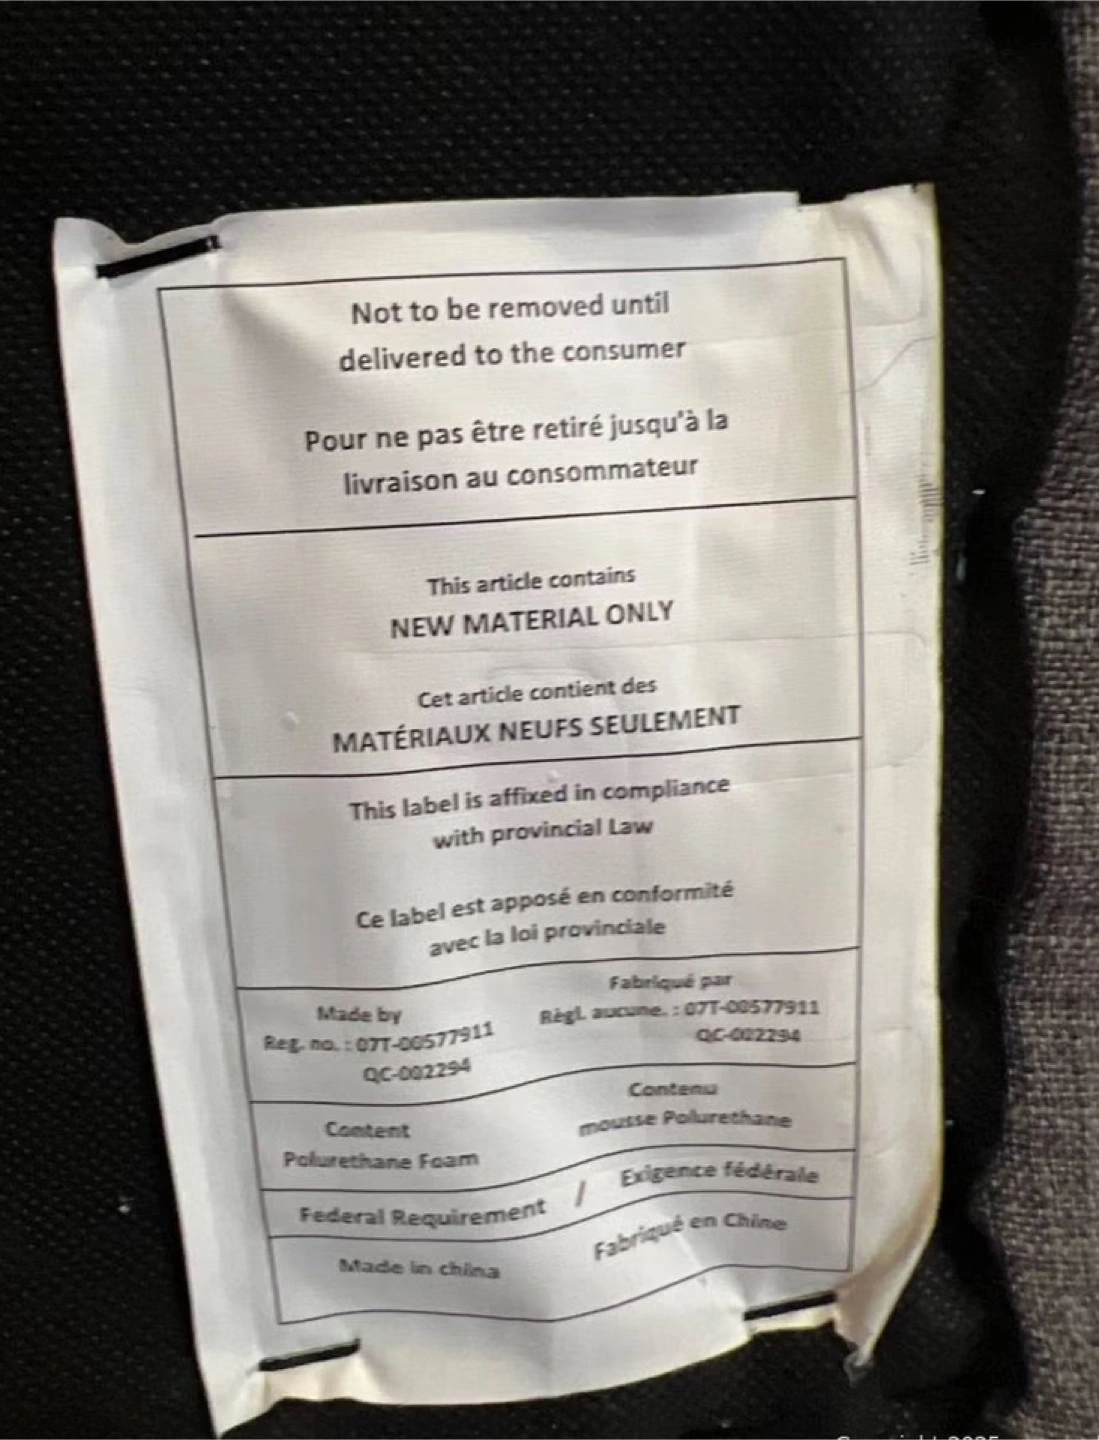 Not to be removed until
delivered to the consumer
Pour ne pas être retiré jusqu'à la
livraison au consommateur
This article contains
NEW MATERIAL ONLY
Cet article contient des
MATÉRIAUX NEUFS SEULEMENT
This label is affixed in compliance
with provincial Law
Ce label est apposé en conformité
avec la loi provinciale
Made by
Reg. no. : 07T-00577911
QC-002294
Fabriqué par
Règl. aucune. : 07T-00577911
QC-002294
Content
Polurethane Foam
Contenu
mousse Polurethane
Federal Requirement / Exigence fédérale
Made in china
Fabriqué en Chine